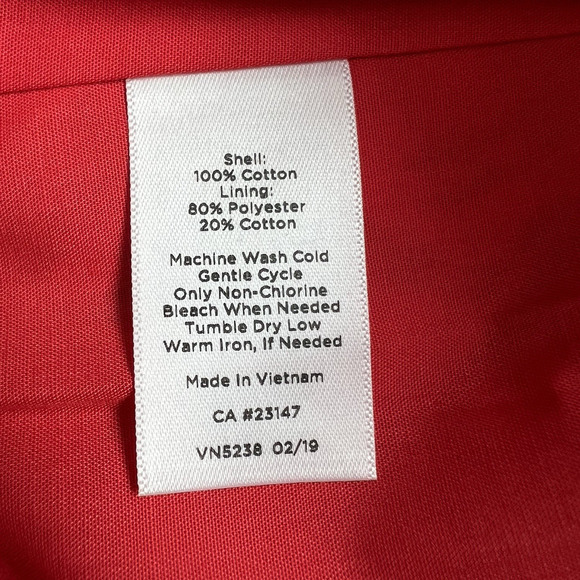 Shell:
100% Cotton
Lining:
80% Polyester
20% Cotton
Machine Wash Cold
Gentle Cycle
Only Non-Chlorine
Bleach When Needed
Tumble Dry Low
Warm Iron, If Needed
Made In Vietnam
CA #23147
VN5238 02/19